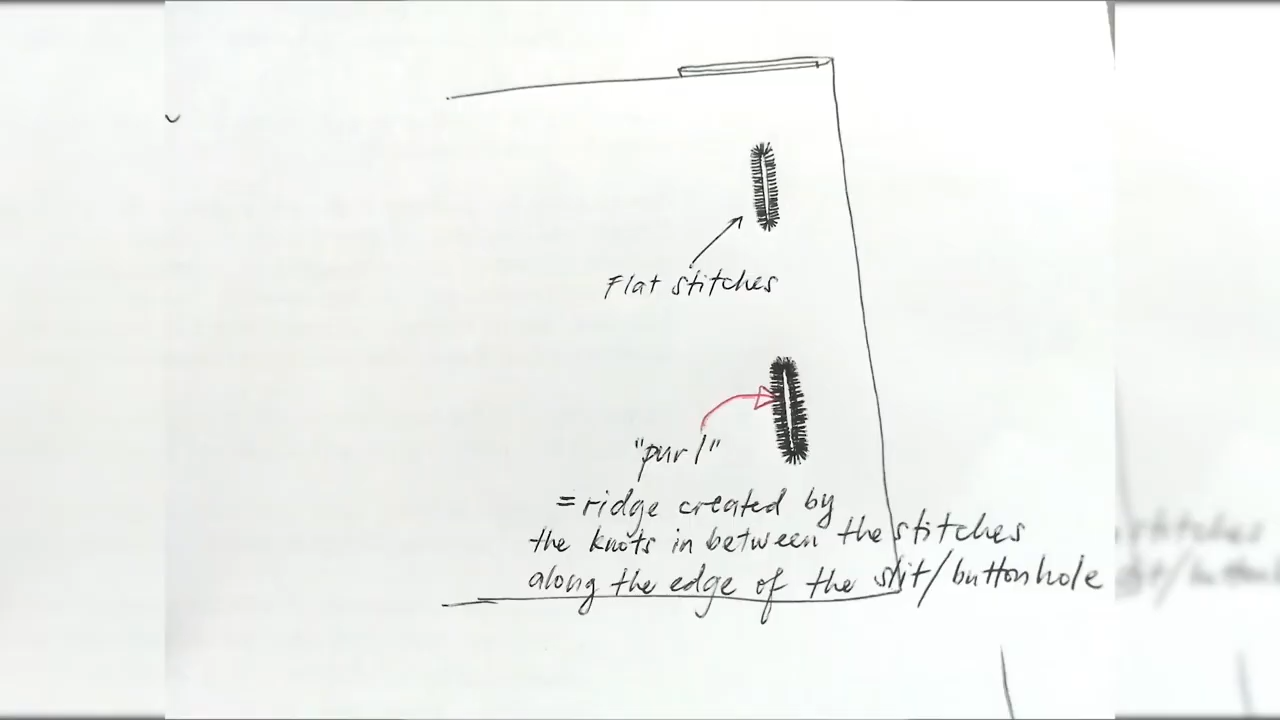 Flat stitches
"purl"
= ridge created by
the knots in between the stitches
along the edge of the slit/buttonhole